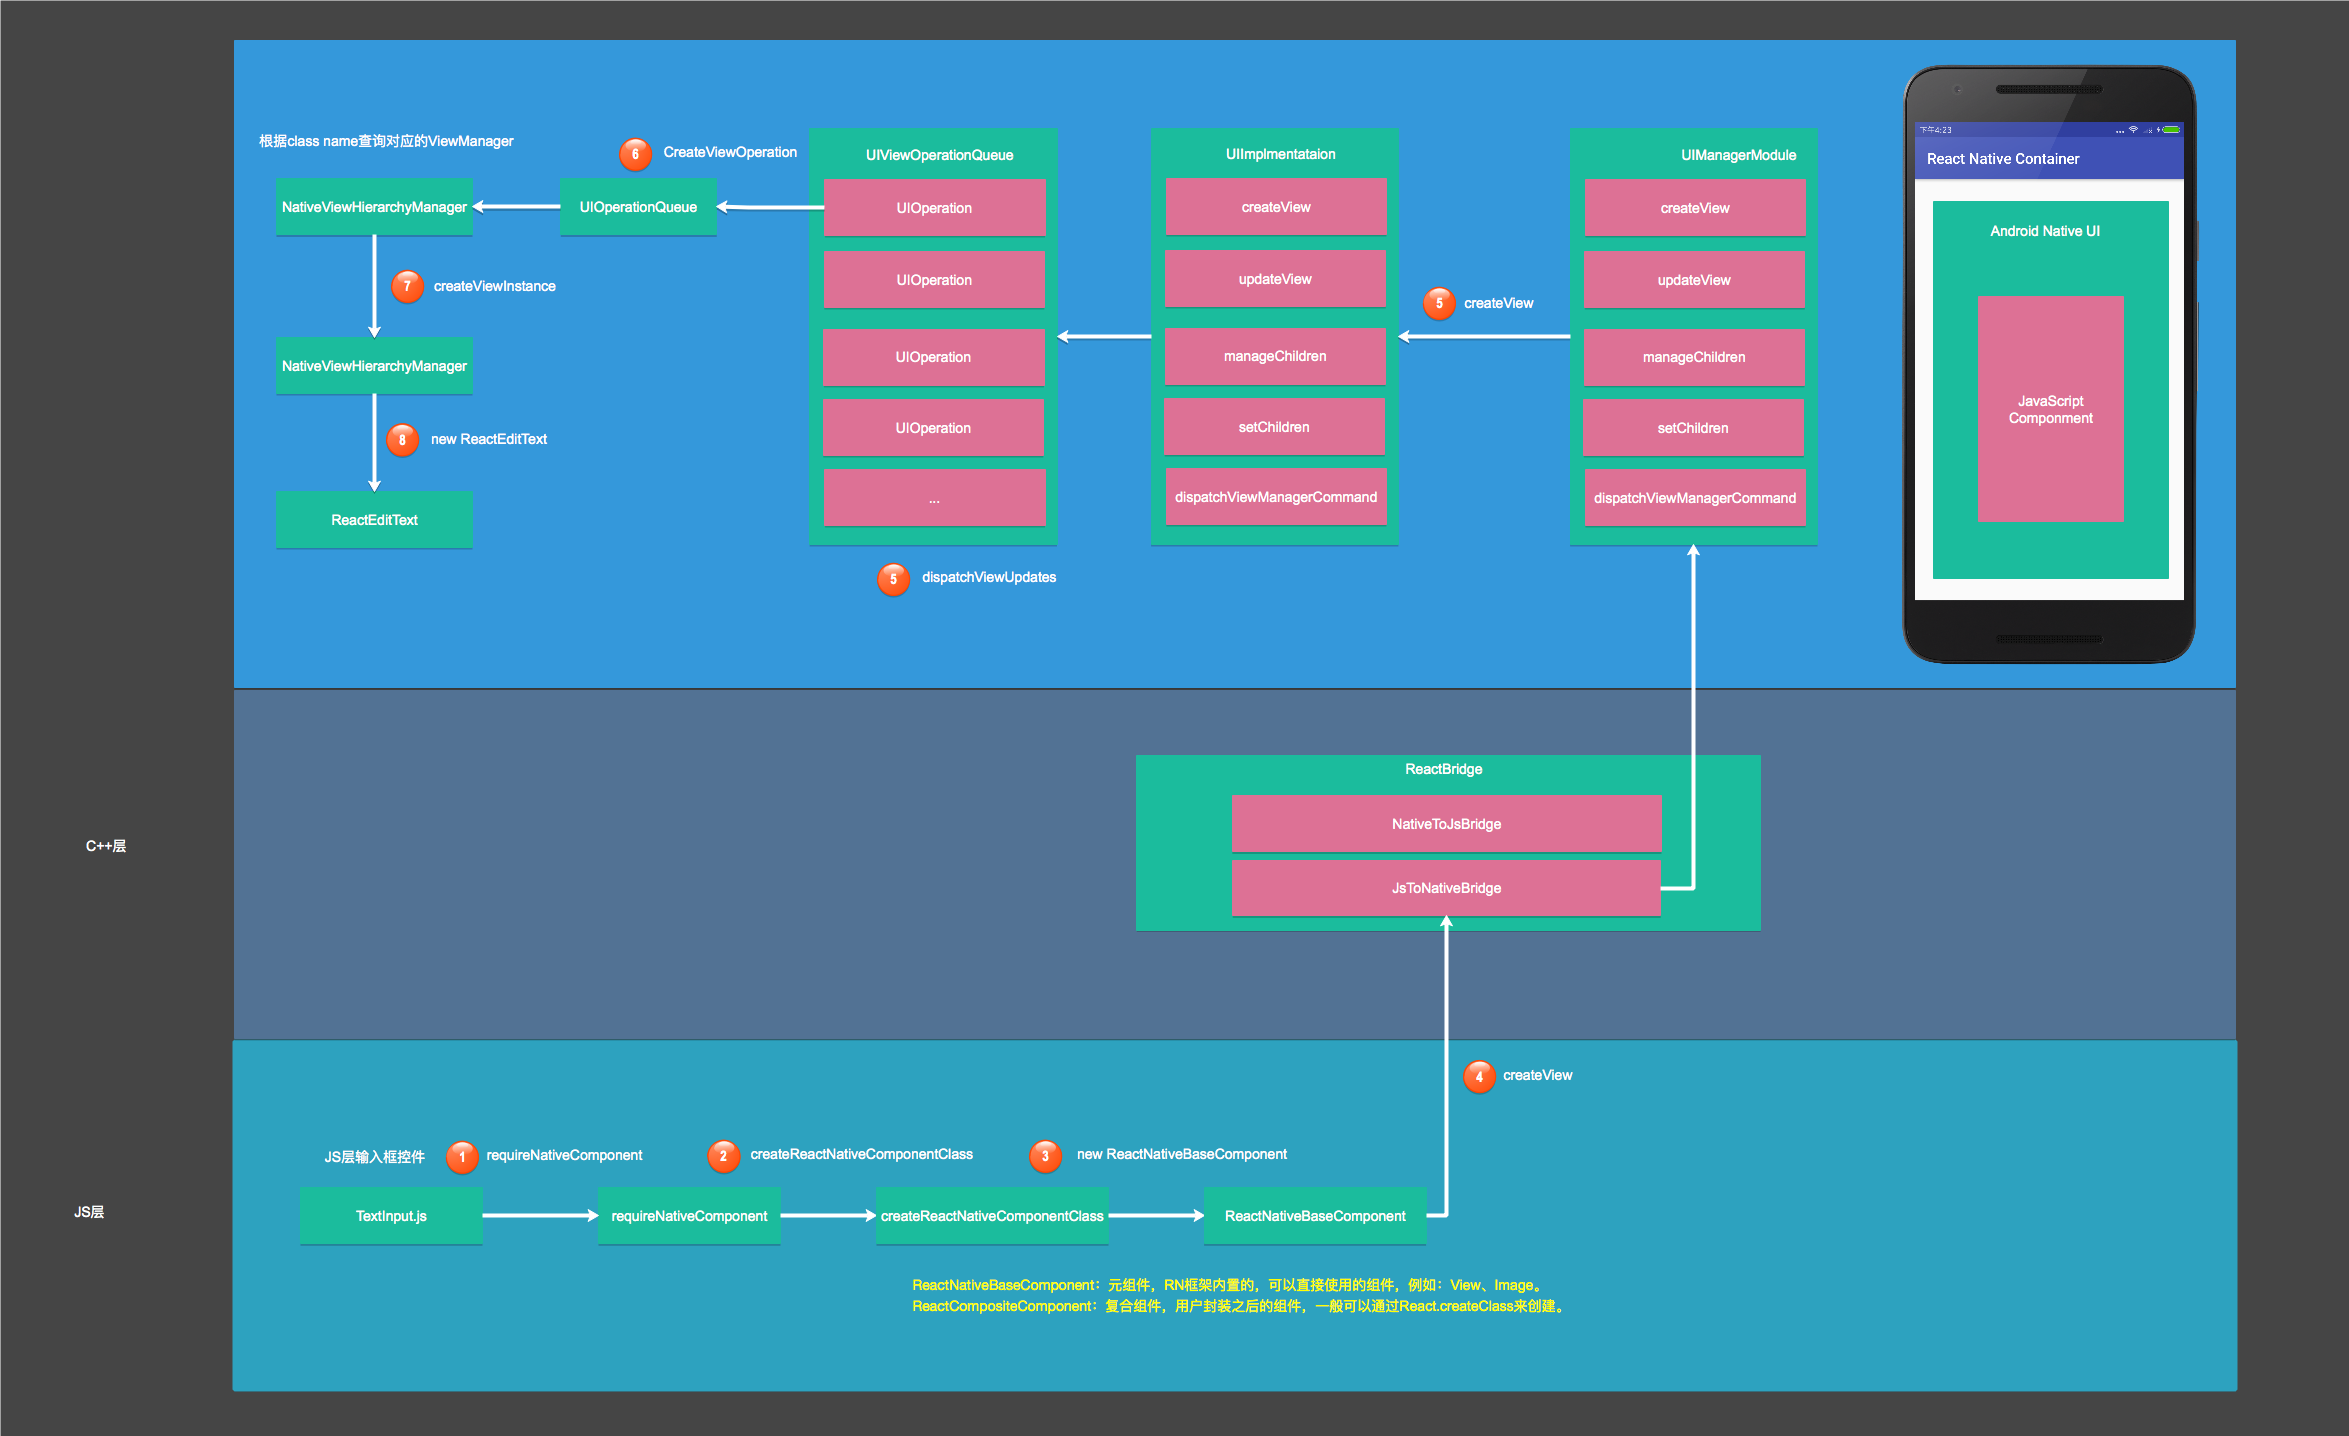 根据class name查询对应的ViewManager
6
CreateViewOperation
NativeViewHierarchyManager
UIOperationQueue
7
createViewInstance
NativeViewHierarchyManager
8
new ReactEditText
ReactEditText
UIViewOperationQueue
UIOperation
UIOperation
UIOperation
UIOperation
...
5
dispatchViewUpdates
UIImplmentataion
createView
updateView
manageChildren
setChildren
dispatchViewManagerCommand
5
createView
UIManagerModule
createView
updateView
manageChildren
setChildren
dispatchViewManagerCommand
下午4:23
React Native Container
Android Native UI
JavaScript
Componment
C++层
ReactBridge
NativeToJsBridge
JsToNativeBridge
4
createView
JS层
JS层输入框控件
1
requireNativeComponent
2
createReactNativeComponentClass
3
new ReactNativeBaseComponent
TextInput.js
requireNativeComponent
createReactNativeComponentClass
ReactNativeBaseComponent
ReactNativeBaseComponent：元组件，RN框架内置的，可以直接使用的组件，例如：View、Image。
ReactCompositeComponent：复合组件，用户封装之后的组件，一般可以通过React.createClass来创建。